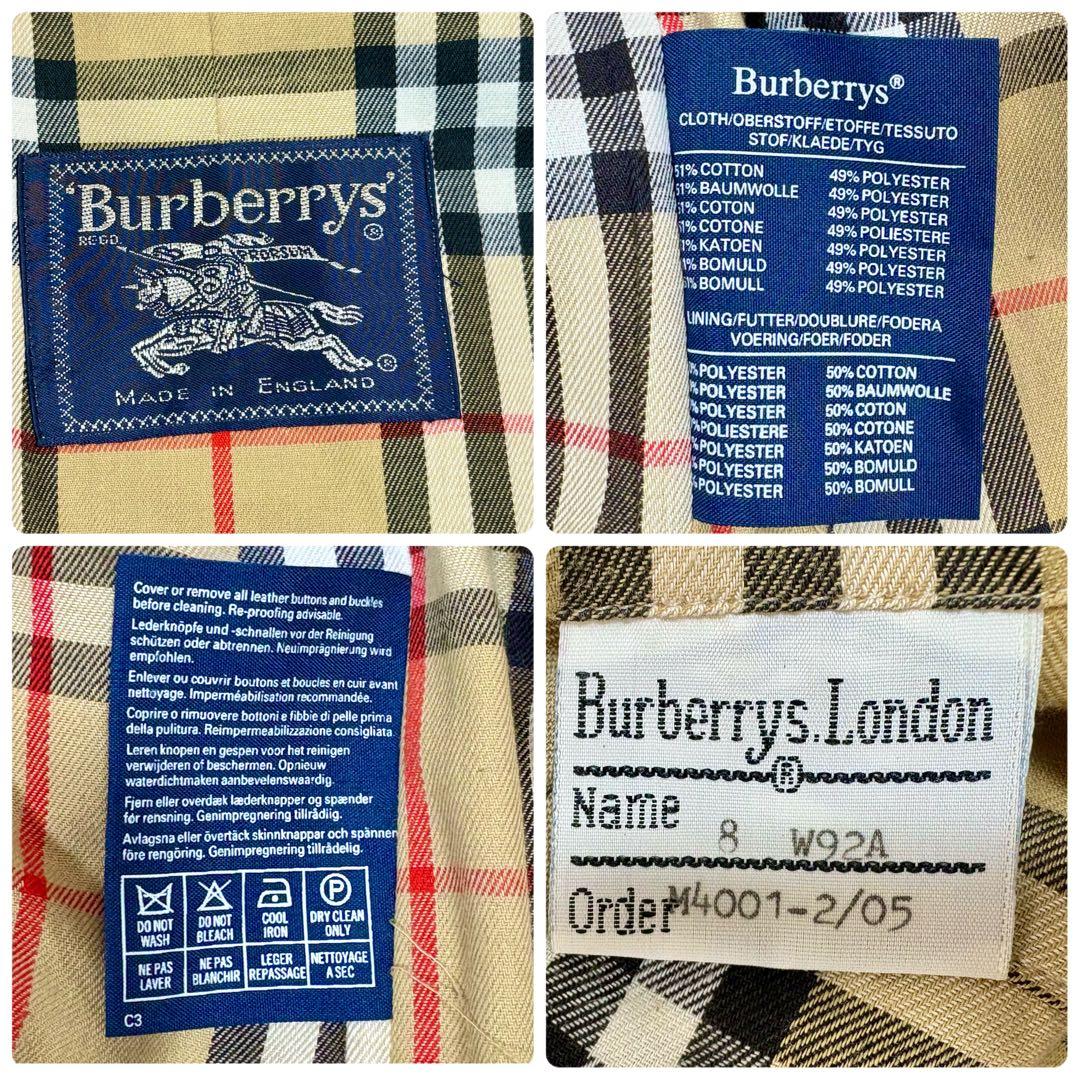 'Burberrys'
REGD.
PRORSUM
®
®
MADE IN ENGLAND
Burberrys®
CLOTH/OBERSTOFF/ETOFFE/TESSUTO
STOF/KLAEDE/TYG
51% COTTON 49% POLYESTER
51% BAUMWOLLE 49% POLYESTER
1% COTON 49% POLYESTER
1% COTONE 49% POLIESTERE
1% KATOEN 49% POLYESTER
% BOMULD 49% POLYESTER
% BOMULL 49% POLYESTER
LINING/FUTTER/DOUBLURE/FODERA
VOERING/FOER/FODER
% POLYESTER 50% COTTON
% POLYESTER 50% BAUMWOLLE
% POLYESTER 50% COTON
% POLIESTERE 50% COTONE
% POLYESTER 50% KATOEN
% POLYESTER 50% BOMULD
% POLYESTER 50% BOMULL
Cover or remove all leather buttons and buckles
before cleaning. Re-proofing advisable.
Lederknöpfe und -schnallen vor der Reinigung
schützen oder abtrennen. Neuimprägnierung wird
empfohlen.
Enlever ou couvrir boutons et boucles en cuir avant
nettoyage. Imperméabilisation recommandée.
Coprire o rimuovere bottoni e fibbie di pelle prima
della pulitura. Reimpermeabilizzazione consigliata.
Leren knopen en gespen voor het reinigen
verwijderen of beschermen. Opnieuw
waterdichtmaken aanbevelenswaardig.
Fjern eller overdæk læderknapper og spænder
før rensning. Genimpregnering tillrådiig.
Avlagsna eller övertäck skinnknappar och spännen
före rengöring. Genimpregnering tillrådelig.
P
DO NOT WASH DO NOT BLEACH COOL IRON DRY CLEAN ONLY
NE PAS LAVER NE PAS BLANCHIR LEGER REPASSAGE NETTOYAGE A SEC
C3
Burberrys.London
®
Name 8 W92A
Order M4001-2/05